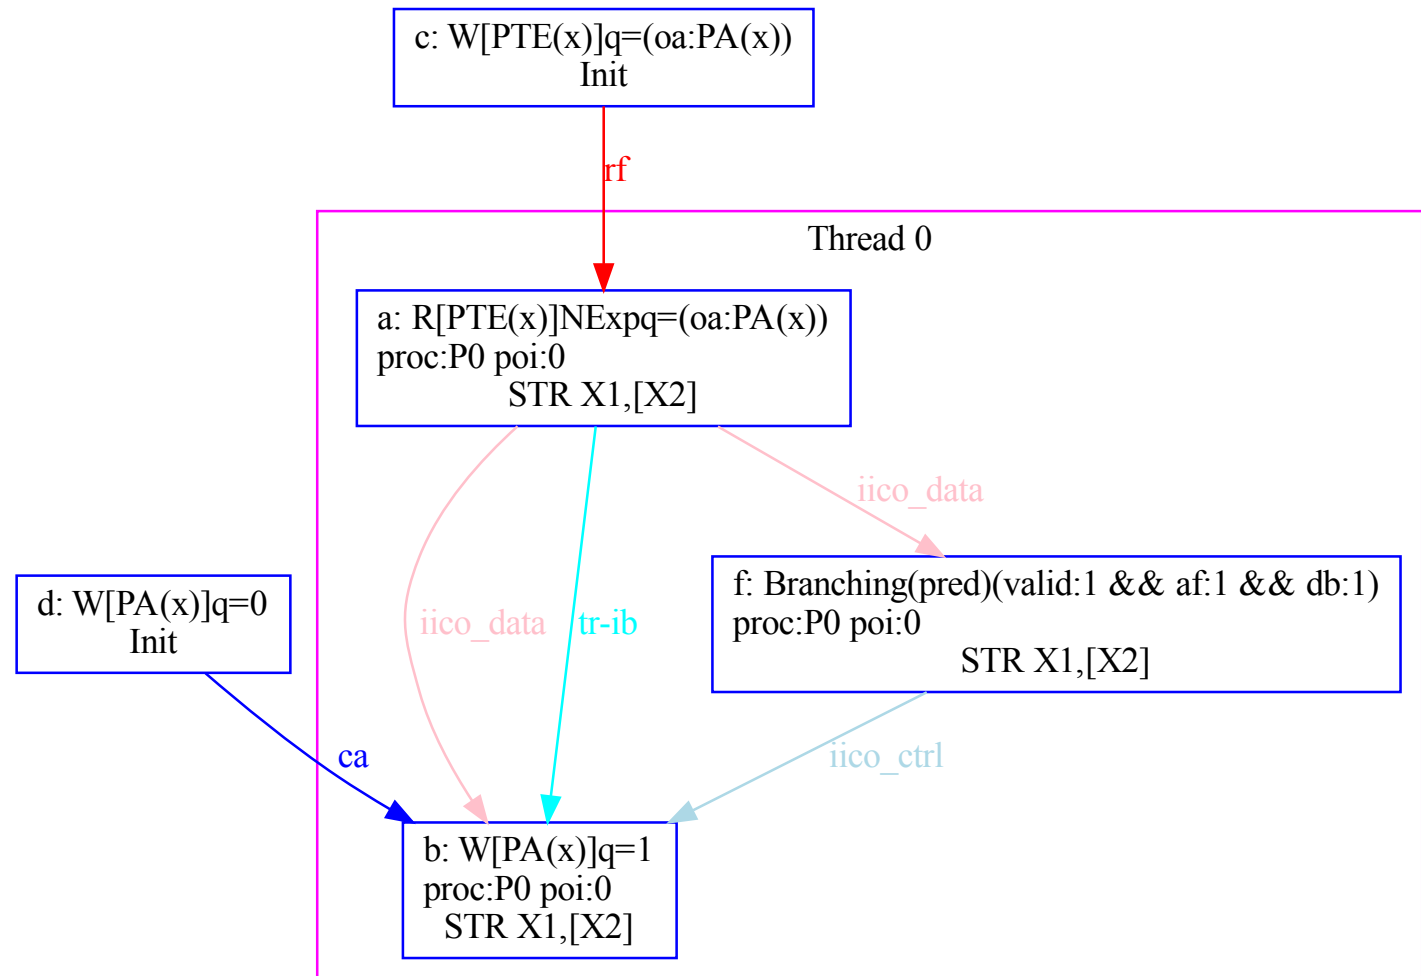 c: W[PTE(x)]q=(oa:PA(x))
Init
rf
Thread 0
a: R[PTE(x)]NExpq=(oa:PA(x))
proc:P0 poi:0
STR X1,[X2]
iico_data
f: Branching(pred)(valid:1 && af:1 && db:1)
proc:P0 poi:0
STR X1,[X2]
d: W[PA(x)]q=0
Init
iico_data
tr-ib
ca
iico_ctrl
b: W[PA(x)]q=1
proc:P0 poi:0
STR X1,[X2]